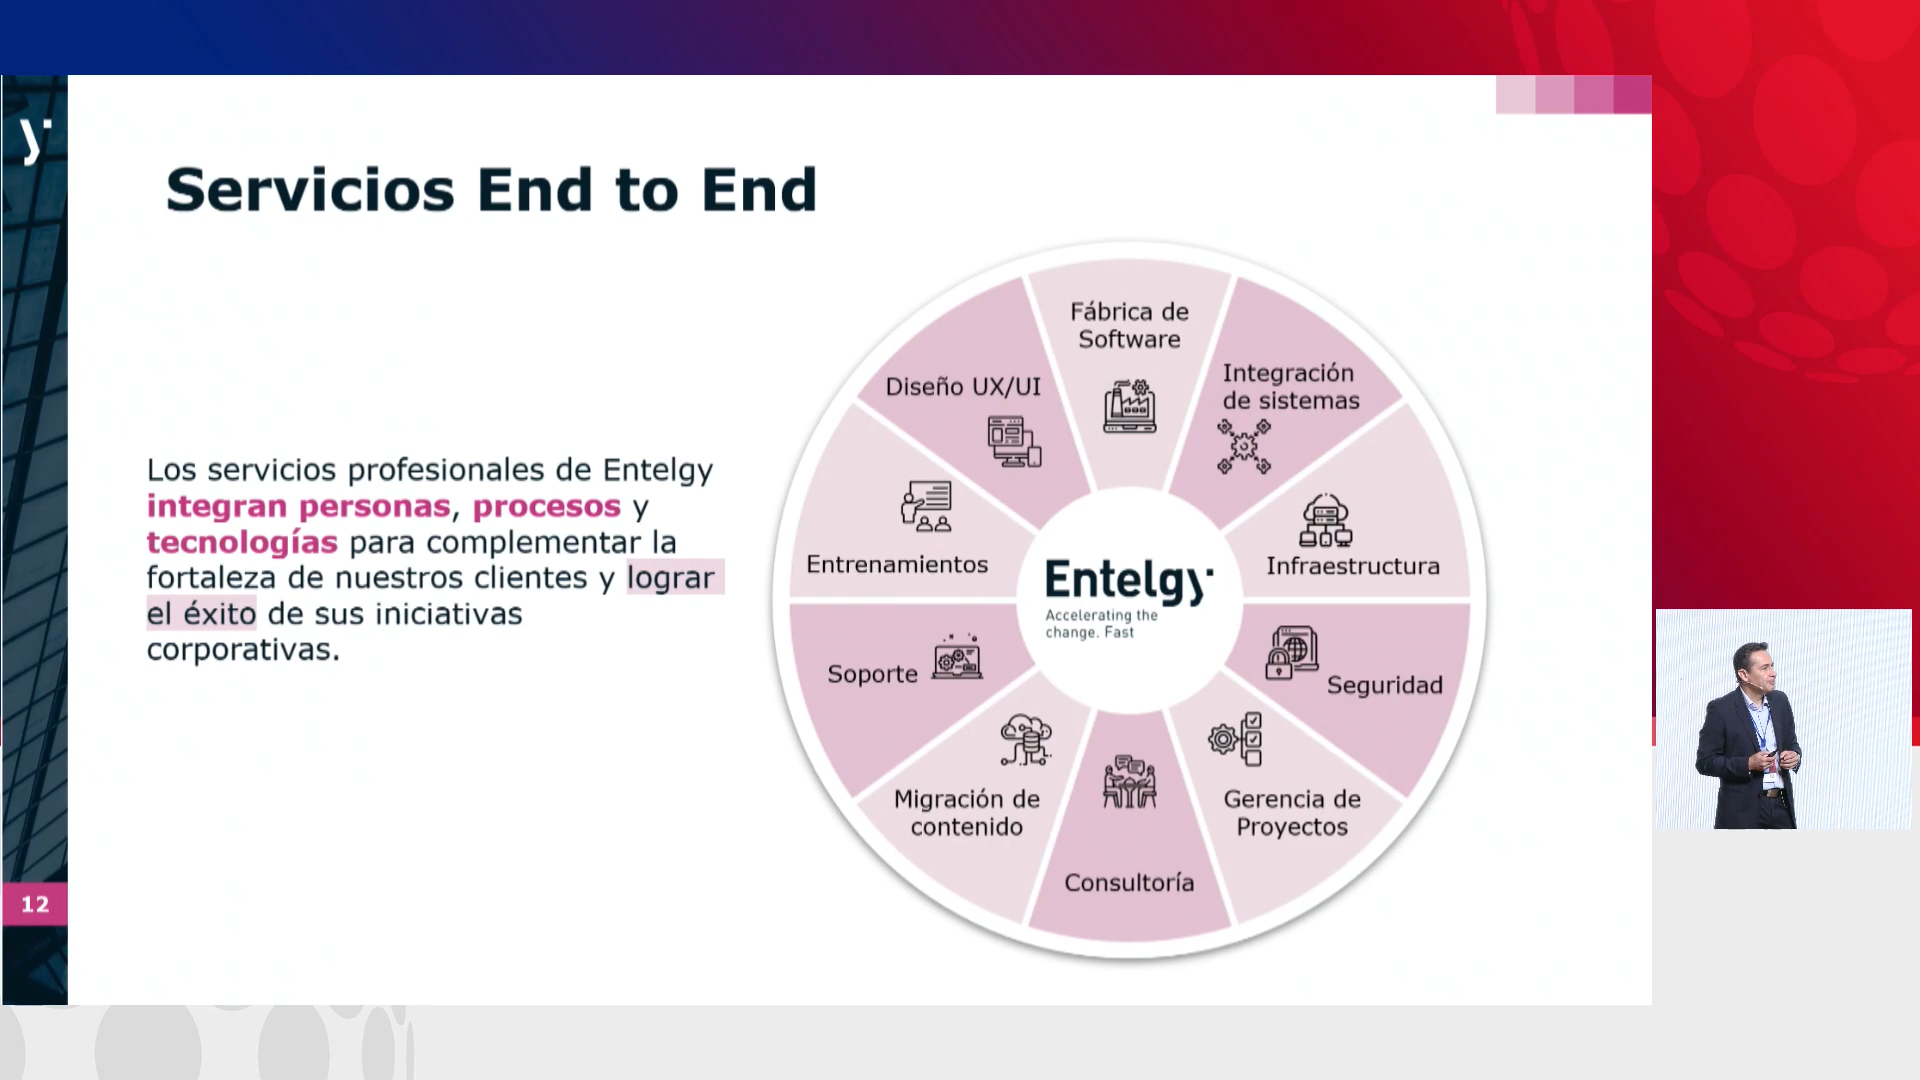 Servicios End to End
Los servicios profesionales de Entelgy
integran personas, procesos y
tecnologías para complementar la
fortaleza de nuestros clientes y lograr
el éxito de sus iniciativas
corporativas.
Fábrica de
Software
Integración
de sistemas
Infraestructura
Seguridad
Gerencia de
Proyectos
Consultoría
Migración de
contenido
Soporte
Entrenamientos
Diseño UX/UI
Entelgy
Accelerating the
change. Fast
12